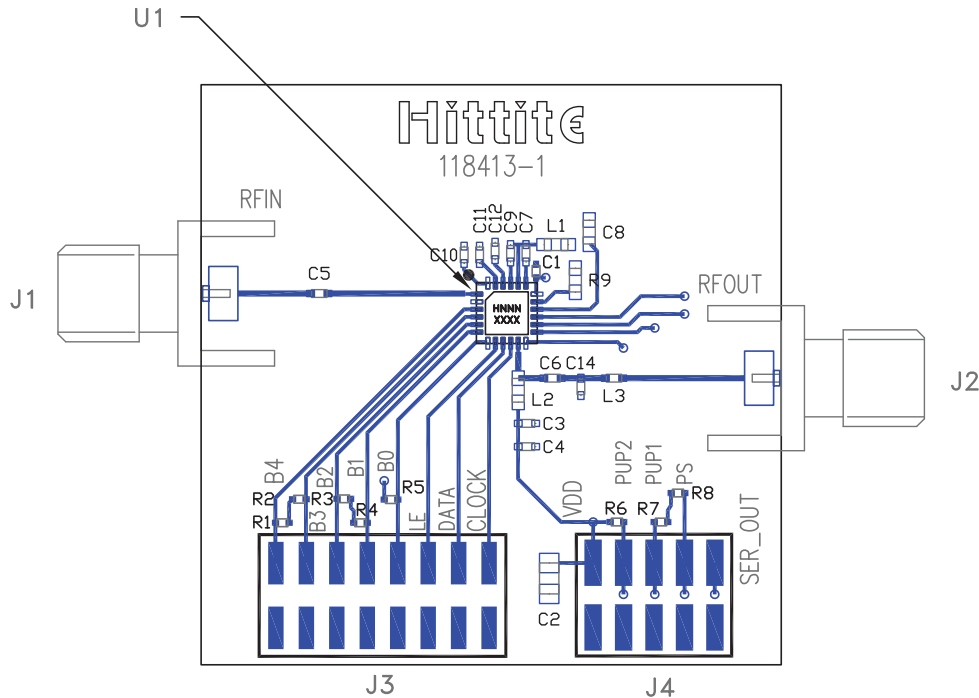 U1
Hittite
118413-1
RFIN
C11
C12
C9
C7
L1
C8
C10
C1
R9
C5
RFOUT
J1
HNNN
XXXX
C6
C14
L3
L2
J2
C3
C4
B4
B3
B2
B1
B0
LE
DATA
CLOCK
R2
R3
R5
R1
R4
VDD
PUP2
PUP1
PS
R8
R6
R7
SER_OUT
C2
J3
J4